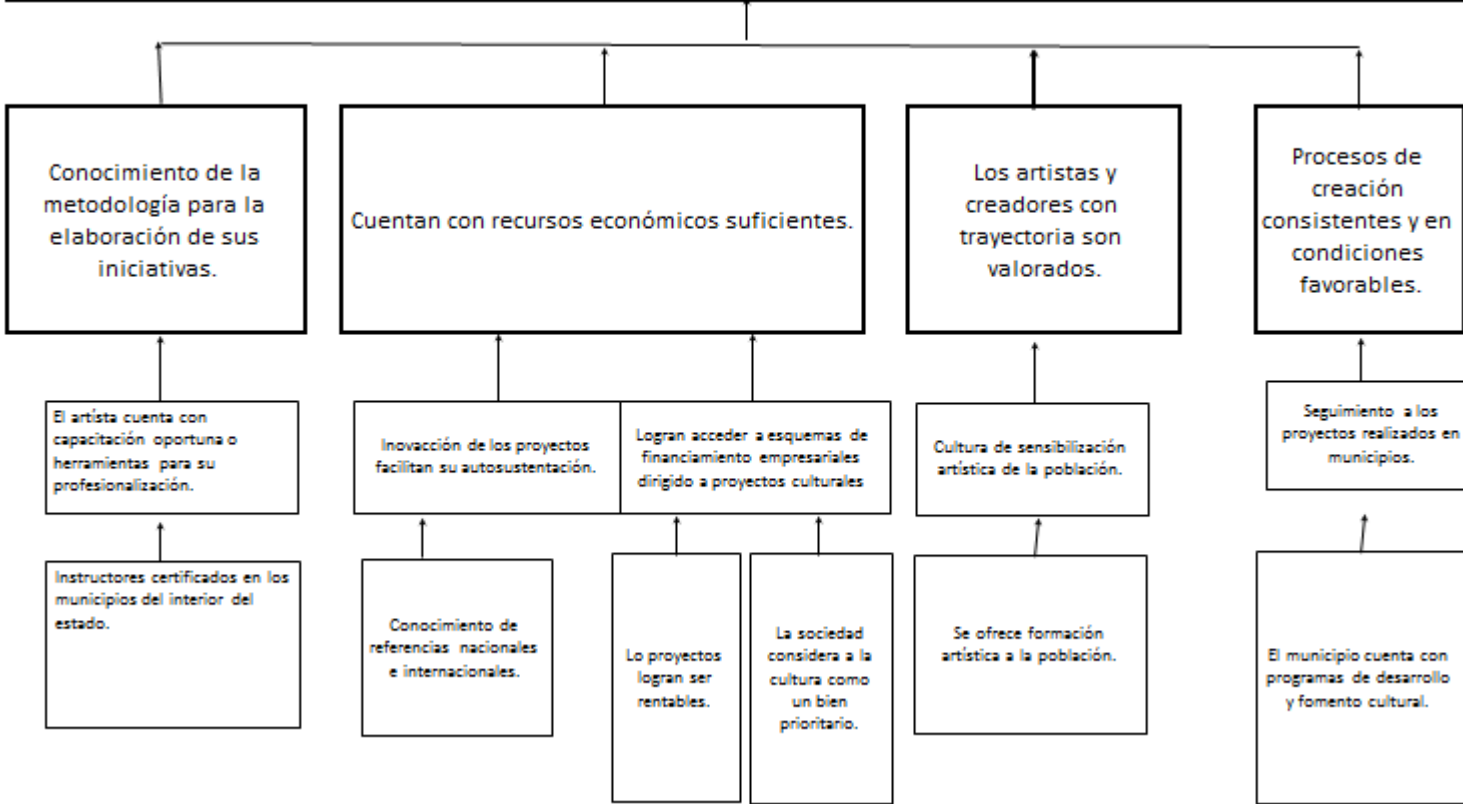 Conocimiento de la
metodología para la
elaboración de sus
iniciativas.
Cuentan con recursos económicos suficientes.
Los artistas y
creadores con
trayectoria son
valorados.
Procesos de
creación
consistentes y en
condiciones
favorables.
El artísta cuenta con
capacitación oportuna o
herramientas para su
profesionalización.
Inovacción de los proyectos
facilitan su autosustentación.
Logran acceder a esquemas de
financiamiento empresariales
dirigido a proyectos culturales
Cultura de sensibilización
artística de la población.
Seguimiento a los
proyectos realizados en
municipios.
Instructores certificados en los
municipios del interior del
estado.
Conocimiento de
referencias nacionales
e internacionales.
Lo proyectos
logran ser
rentables.
La sociedad
considera a la
cultura como
un bien
prioritario.
Se ofrece formación
artística a la población.
El municipio cuenta con
programas de desarrollo
y fomento cultural.